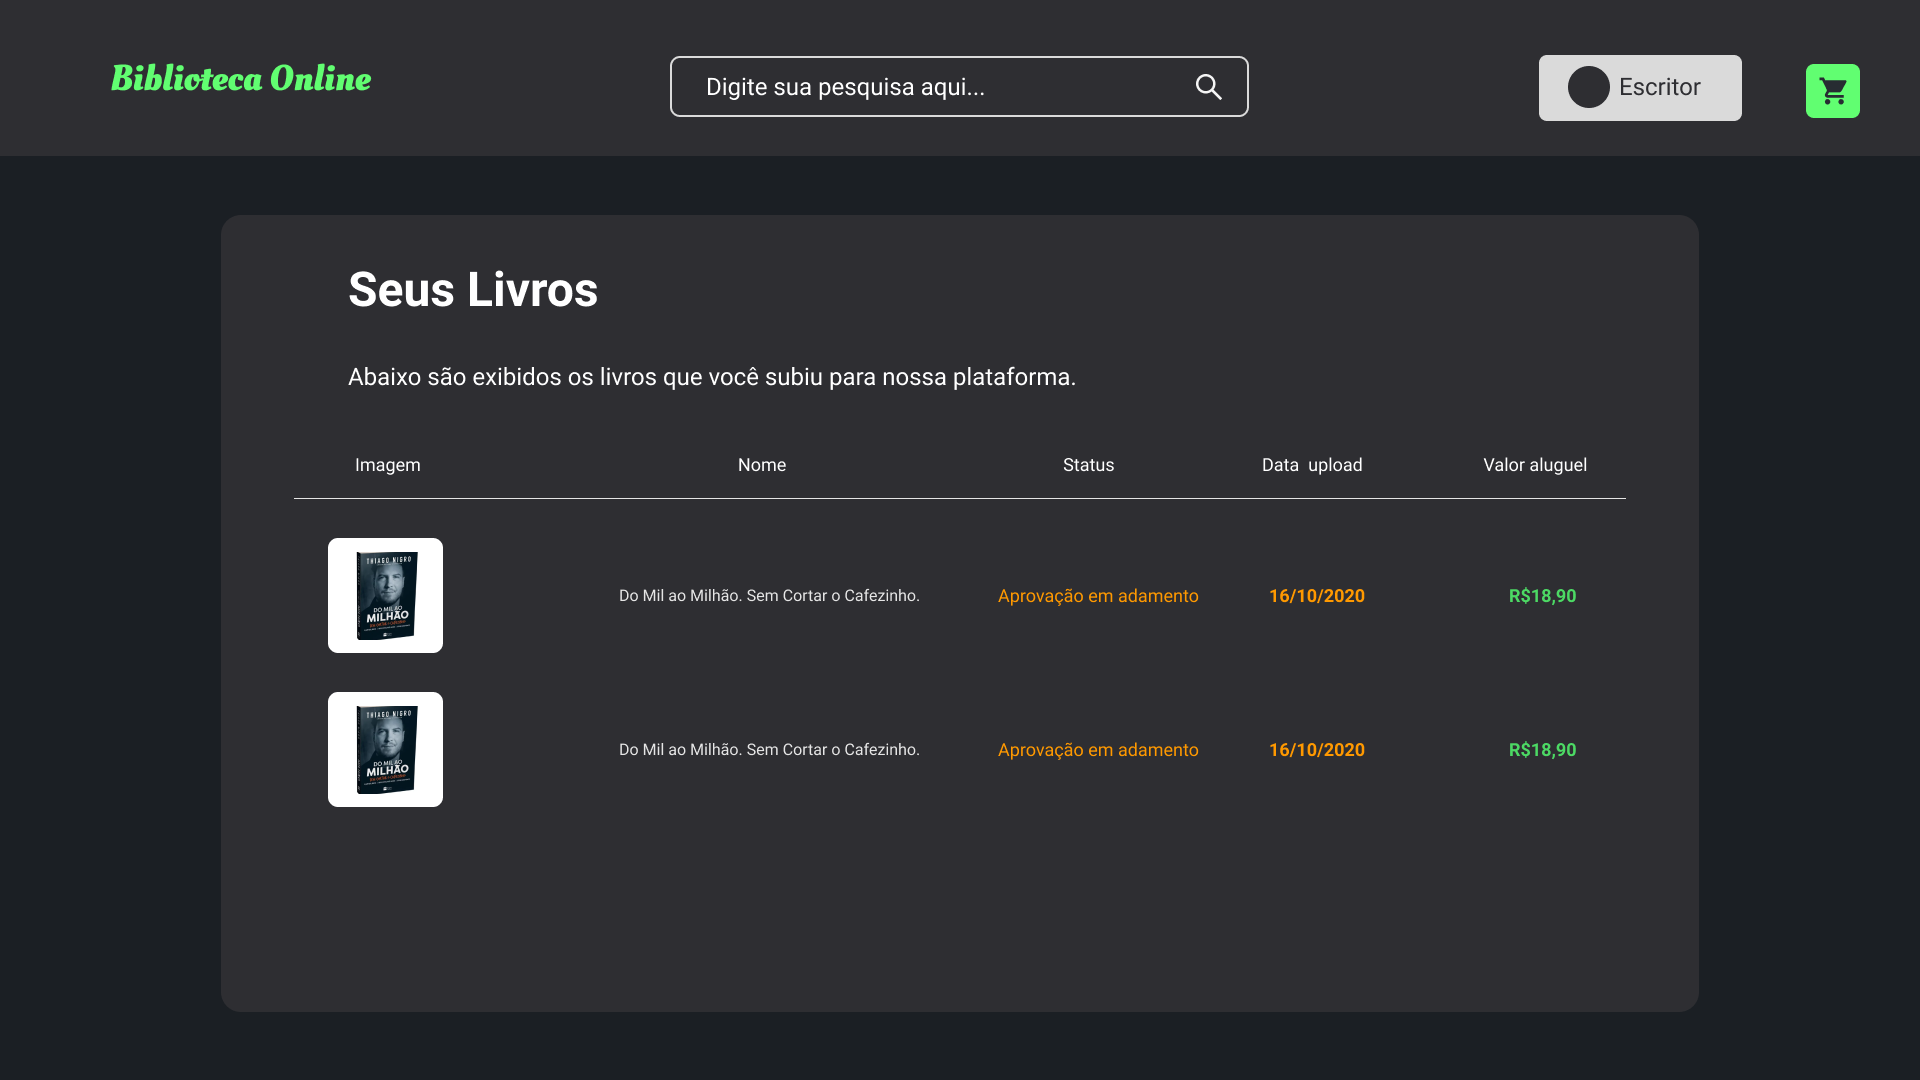 Biblioteca Online
Digite sua pesquisa aqui...
Escritor
Seus Livros
Abaixo são exibidos os livros que você subiu para nossa plataforma.
Imagem Nome Status Data upload Valor aluguel
THIAGO NIGRO
DO MIL AO
MILHÃO
Do Mil ao Milhão. Sem Cortar o Cafezinho. Aprovação em adamento 16/10/2020 R$18,90
THIAGO NIGRO
DO MIL AO
MILHÃO
Do Mil ao Milhão. Sem Cortar o Cafezinho. Aprovação em adamento 16/10/2020 R$18,90